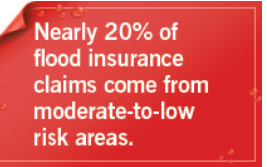 Nearly 20% of
flood insurance
claims come from
moderate-to-low
risk areas.